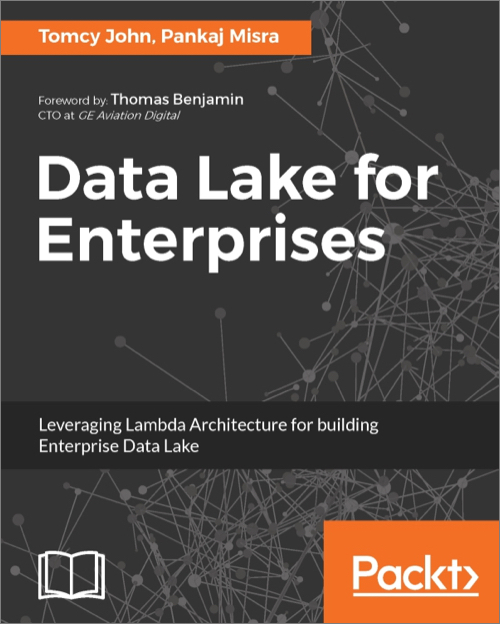 Tomcy John, Pankaj Misra
Foreword by: Thomas Benjamin
CTO at GE Aviation Digital
Data Lake for
Enterprises
Leveraging Lambda Architecture for building
Enterprise Data Lake
Packt>